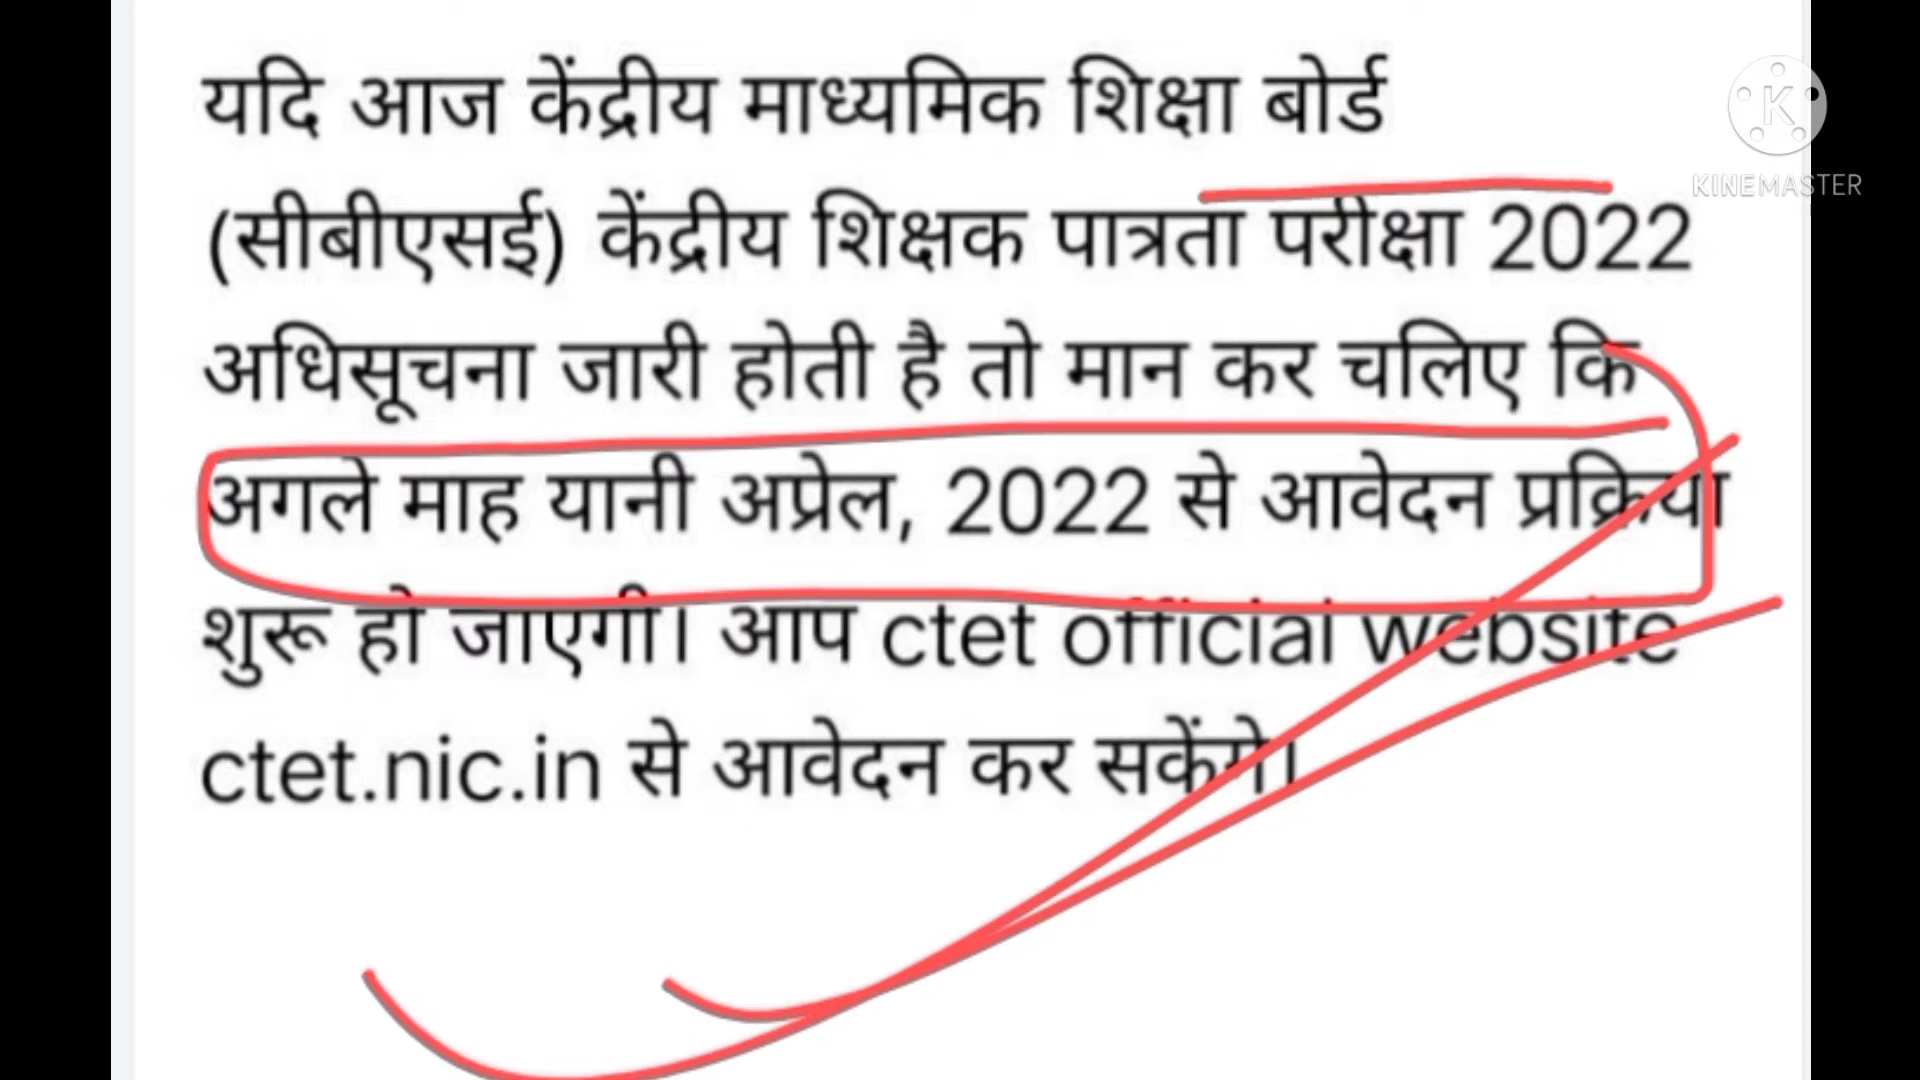 यदि आज केंद्रीय माध्यमिक शिक्षा बोर्ड
(सीबीएसई) केंद्रीय शिक्षक पात्रता परीक्षा 2022
अधिसूचना जारी होती है तो मान कर चलिए कि
अगले माह यानी अप्रेल, 2022 से आवेदन प्रक्रिया
शुरू हो जाएगी। आप ctet official website
ctet.nic.in से आवेदन कर सकेंगे।
K
KINEMASTER